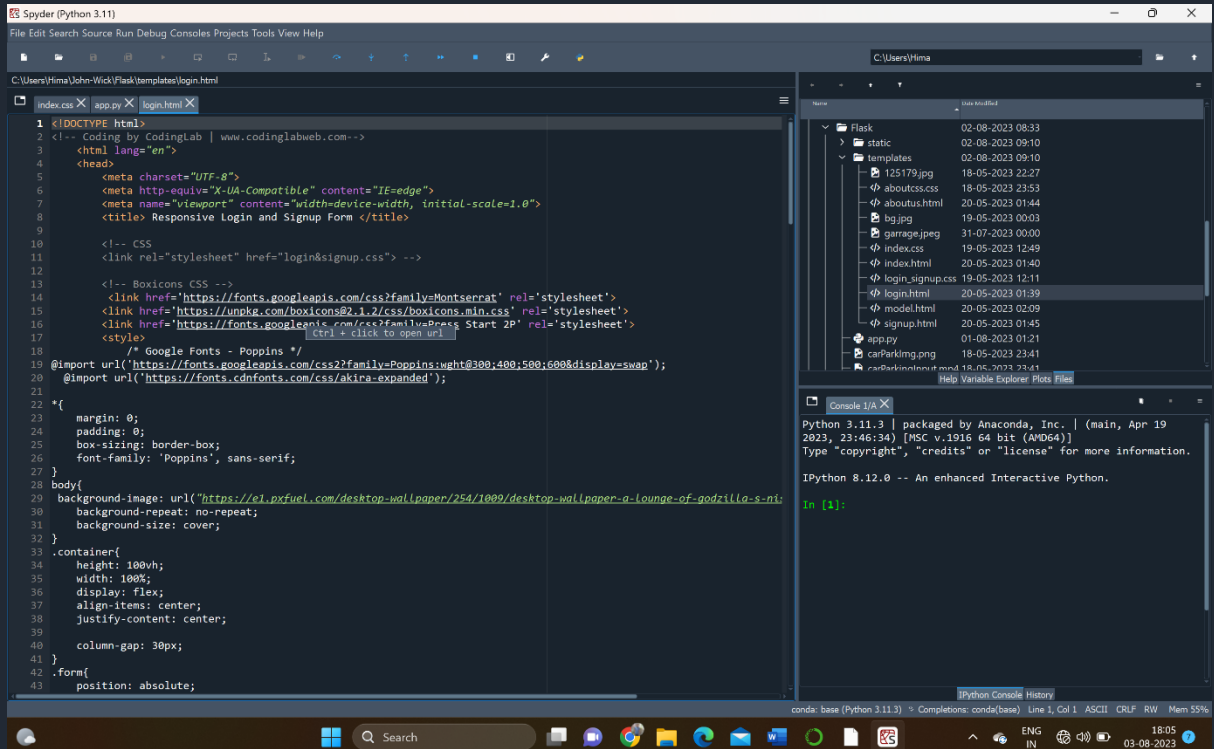 Spyder (Python 3.11)
File Edit Search Source Run Debug Consoles Projects Tools View Help
C:\Users\Hima
C:\Users\Hima\John-Wick\Flask\templates\login.html
index.css app.py login.html
1 <!DOCTYPE html>
2 <!-- Coding by CodingLab | www.codinglabweb.com-->
3 <html lang="en">
4 <head>
5 <meta charset="UTF-8">
6 <meta http-equiv="X-UA-Compatible" content="IE=edge">
7 <meta name="viewport" content="width=device-width, initial-scale=1.0">
8 <title> Responsive Login and Signup Form </title>
9
10 <!-- CSS
11 <link rel="stylesheet" href="login&signup.css"> -->
12
13 <!-- Boxicons CSS -->
14 <link href='https://fonts.googleapis.com/css?family=Montserrat' rel='stylesheet'>
15 <link href='https://unpkg.com/boxicons@2.1.2/css/boxicons.min.css' rel='stylesheet'>
16 <link href='https://fonts.googleapis.com/css?family=Press Start 2P' rel='stylesheet'>
17 <style>
Ctrl + click to open url
18 /* Google Fonts - Poppins */
19 @import url('https://fonts.googleapis.com/css2?family=Poppins:wght@300;400;500;600&display=swap');
20 @import url('https://fonts.cdnfonts.com/css/akira-expanded');
21
22 *{
23 margin: 0;
24 padding: 0;
25 box-sizing: border-box;
26 font-family: 'Poppins', sans-serif;
27 }
28 body{
29 background-image: url("https://e1.pxfuel.com/desktop-wallpaper/254/1009/desktop-wallpaper-a-lounge-of-godzilla-s-nis
30 background-repeat: no-repeat;
31 background-size: cover;
32 }
33 .container{
34 height: 100vh;
35 width: 100%;
36 display: flex;
37 align-items: center;
38 justify-content: center;
39
40 column-gap: 30px;
41 }
42 .form{
43 position: absolute;
Name Date Modified
Flask 02-08-2023 08:33
static 02-08-2023 09:10
templates 02-08-2023 09:10
125179.jpg 18-05-2023 22:27
aboutcss.css 18-05-2023 23:53
aboutus.html 20-05-2023 01:44
bg.jpg 19-05-2023 00:03
garrage.jpeg 31-07-2023 00:00
index.css 19-05-2023 12:49
index.html 20-05-2023 01:40
login_signup.css 19-05-2023 12:11
login.html 20-05-2023 01:39
model.html 20-05-2023 02:09
signup.html 20-05-2023 01:45
app.py 01-08-2023 01:21
carParkImg.png 18-05-2023 23:41
carParkingInput.mp4 18-05-2023 23:41
Help Variable Explorer Plots Files
Console 1/A
Python 3.11.3 | packaged by Anaconda, Inc. | (main, Apr 19
2023, 23:46:34) [MSC v.1916 64 bit (AMD64)]
Type "copyright", "credits" or "license" for more information.
IPython 8.12.0 -- An enhanced Interactive Python.
In [1]:
IPython Console History
conda: base (Python 3.11.3) Completions: conda(base) Line 1, Col 1 ASCII CRLF RW Mem 55%
Search
ENG
IN
18:05
03-08-2023
7